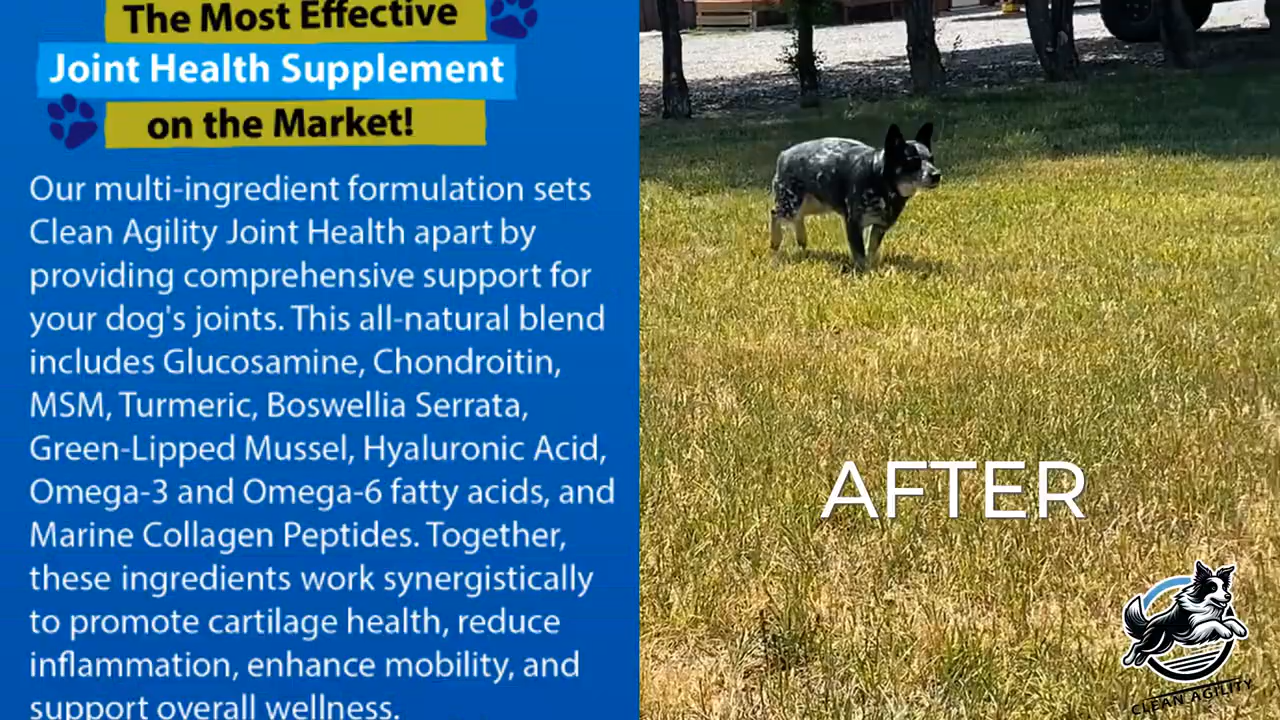 The Most Effective
Joint Health Supplement
on the Market!
Our multi-ingredient formulation sets
Clean Agility Joint Health apart by
providing comprehensive support for
your dog's joints. This all-natural blend
includes Glucosamine, Chondroitin,
MSM, Turmeric, Boswellia Serrata,
Green-Lipped Mussel, Hyaluronic Acid,
Omega-3 and Omega-6 fatty acids, and
Marine Collagen Peptides. Together,
these ingredients work synergistically
to promote cartilage health, reduce
inflammation, enhance mobility, and
support overall wellness.
AFTER
CLEAN AGILITY